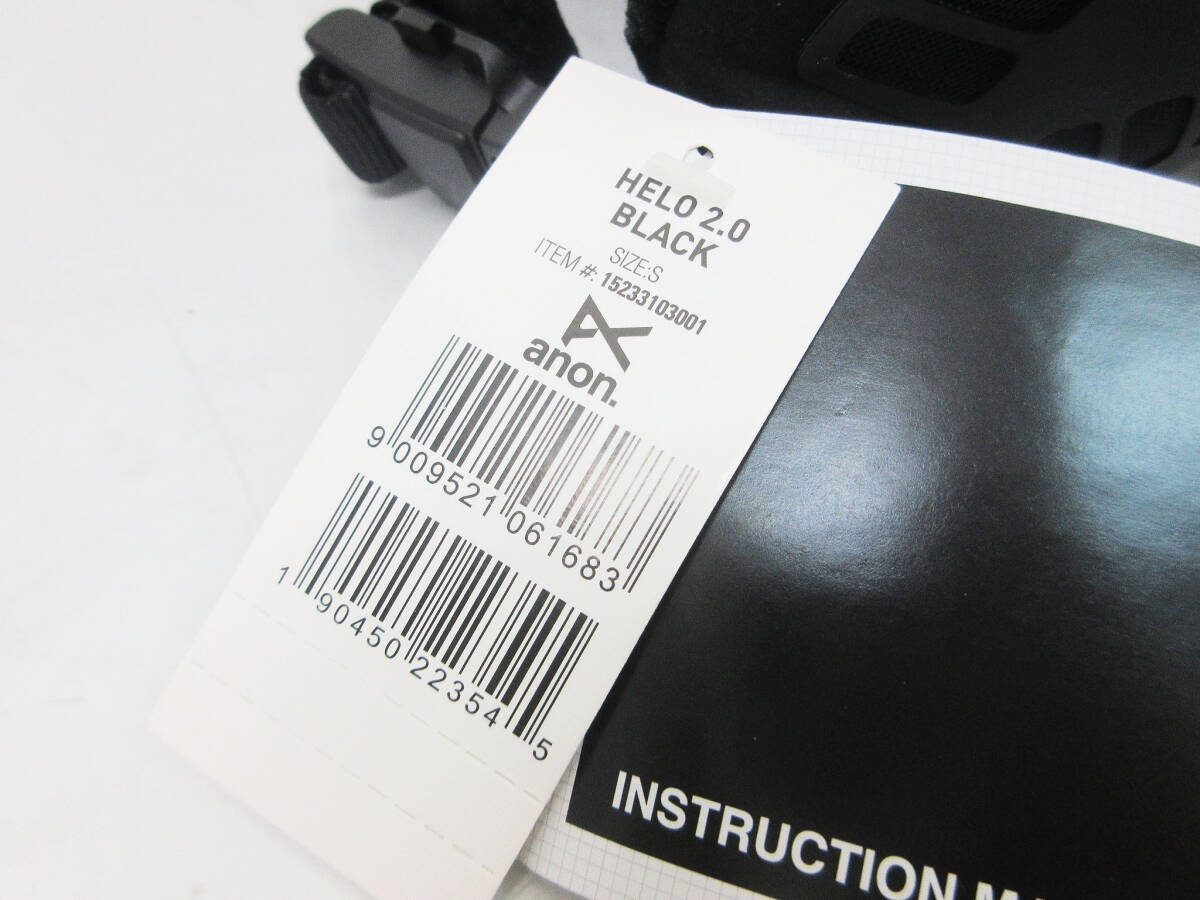 HELO 2.0
BLACK
SIZE:S
ITEM #: 15233103001
anon.
9 009521 061683
1 90450 22354 5
INSTRUCTION